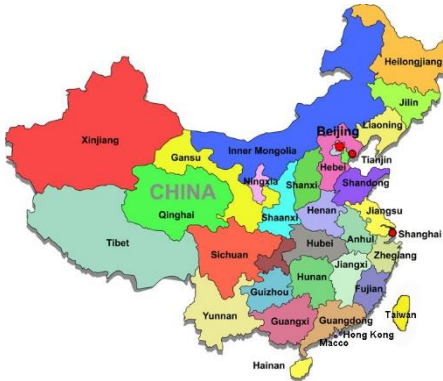 Heilongjiang
Jilin
Liaoning
Beijing
Inner Mongolia
Xinjiang
Gansu
Hebei
Tianjin
Ningxia
Shanxi
Shandong
CHINA
Qinghai
Shaanxi
Henan
Jiangsu
Shanghai
Tibet
Anhui
Sichuan
Hubei
Zhegiang
Jiangxi
Hunan
Guizhou
Fujian
Yunnan
Guangxi
Guangdong
Taiwan
Hong Kong
Macco
Hainan